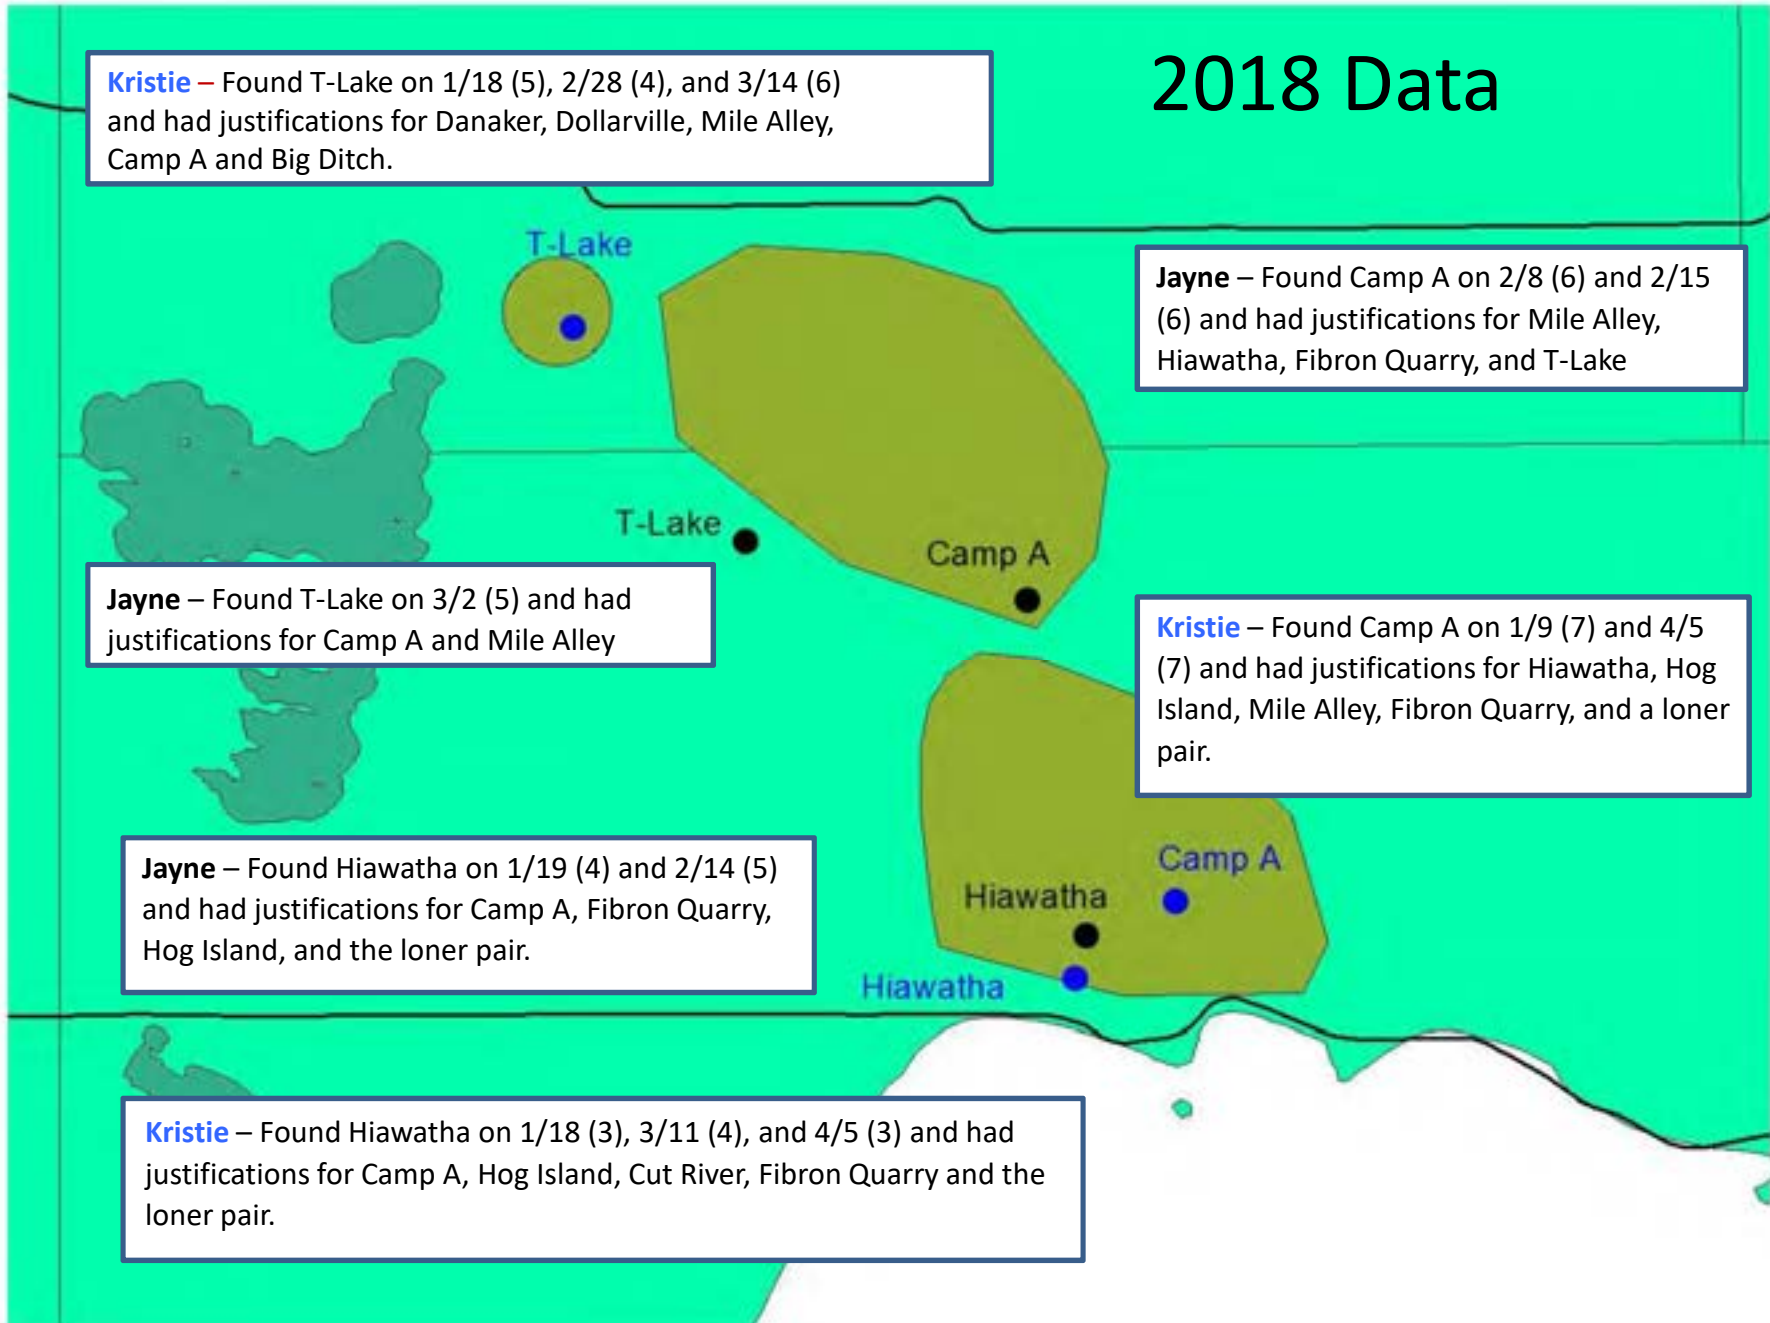 2018 Data
Kristie – Found T-Lake on 1/18 (5), 2/28 (4), and 3/14 (6)
and had justifications for Danaker, Dollarville, Mile Alley,
Camp A and Big Ditch.
T-Lake
Jayne – Found Camp A on 2/8 (6) and 2/15
(6) and had justifications for Mile Alley,
Hiawatha, Fibron Quarry, and T-Lake
T-Lake
Camp A
Jayne – Found T-Lake on 3/2 (5) and had
justifications for Camp A and Mile Alley
Kristie – Found Camp A on 1/9 (7) and 4/5
(7) and had justifications for Hiawatha, Hog
Island, Mile Alley, Fibron Quarry, and a loner
pair.
Jayne – Found Hiawatha on 1/19 (4) and 2/14 (5)
and had justifications for Camp A, Fibron Quarry,
Hog Island, and the loner pair.
Camp A
Hiawatha
Hiawatha
Kristie – Found Hiawatha on 1/18 (3), 3/11 (4), and 4/5 (3) and had
justifications for Camp A, Hog Island, Cut River, Fibron Quarry and the
loner pair.